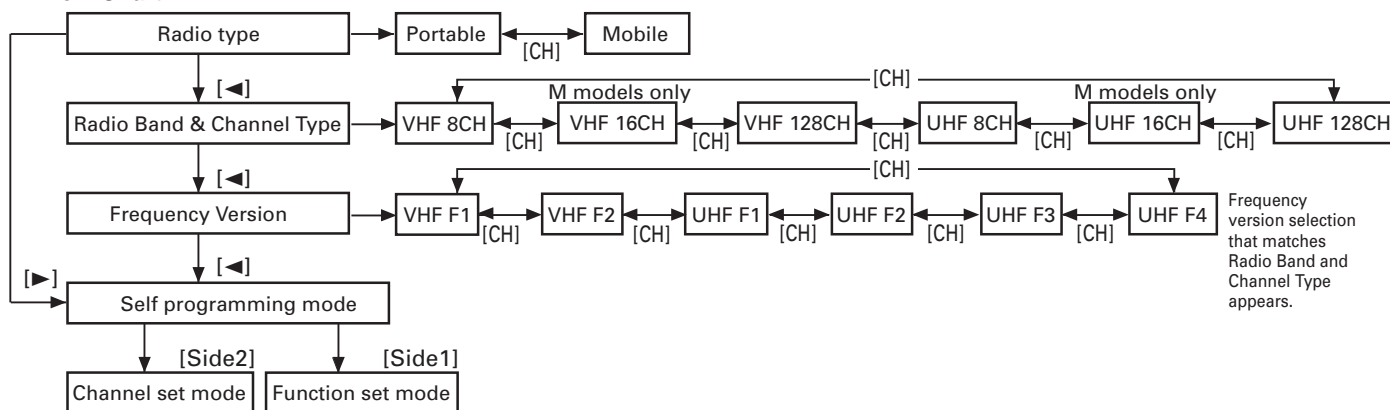 Radio type
Portable
[CH]
Mobile
[◄]
[CH]
M models only
M models only
Radio Band & Channel Type
VHF 8CH
[CH]
VHF 16CH
[CH]
VHF 128CH
[CH]
UHF 8CH
[CH]
UHF 16CH
[CH]
UHF 128CH
[◄]
[CH]
Frequency Version
VHF F1
[CH]
VHF F2
[CH]
UHF F1
[CH]
UHF F2
[CH]
UHF F3
[CH]
UHF F4
Frequency
version selection
that matches
Radio Band and
Channel Type
appears.
[◄]
[►]
Self programming mode
[Side2]
[Side1]
Channel set mode
Function set mode